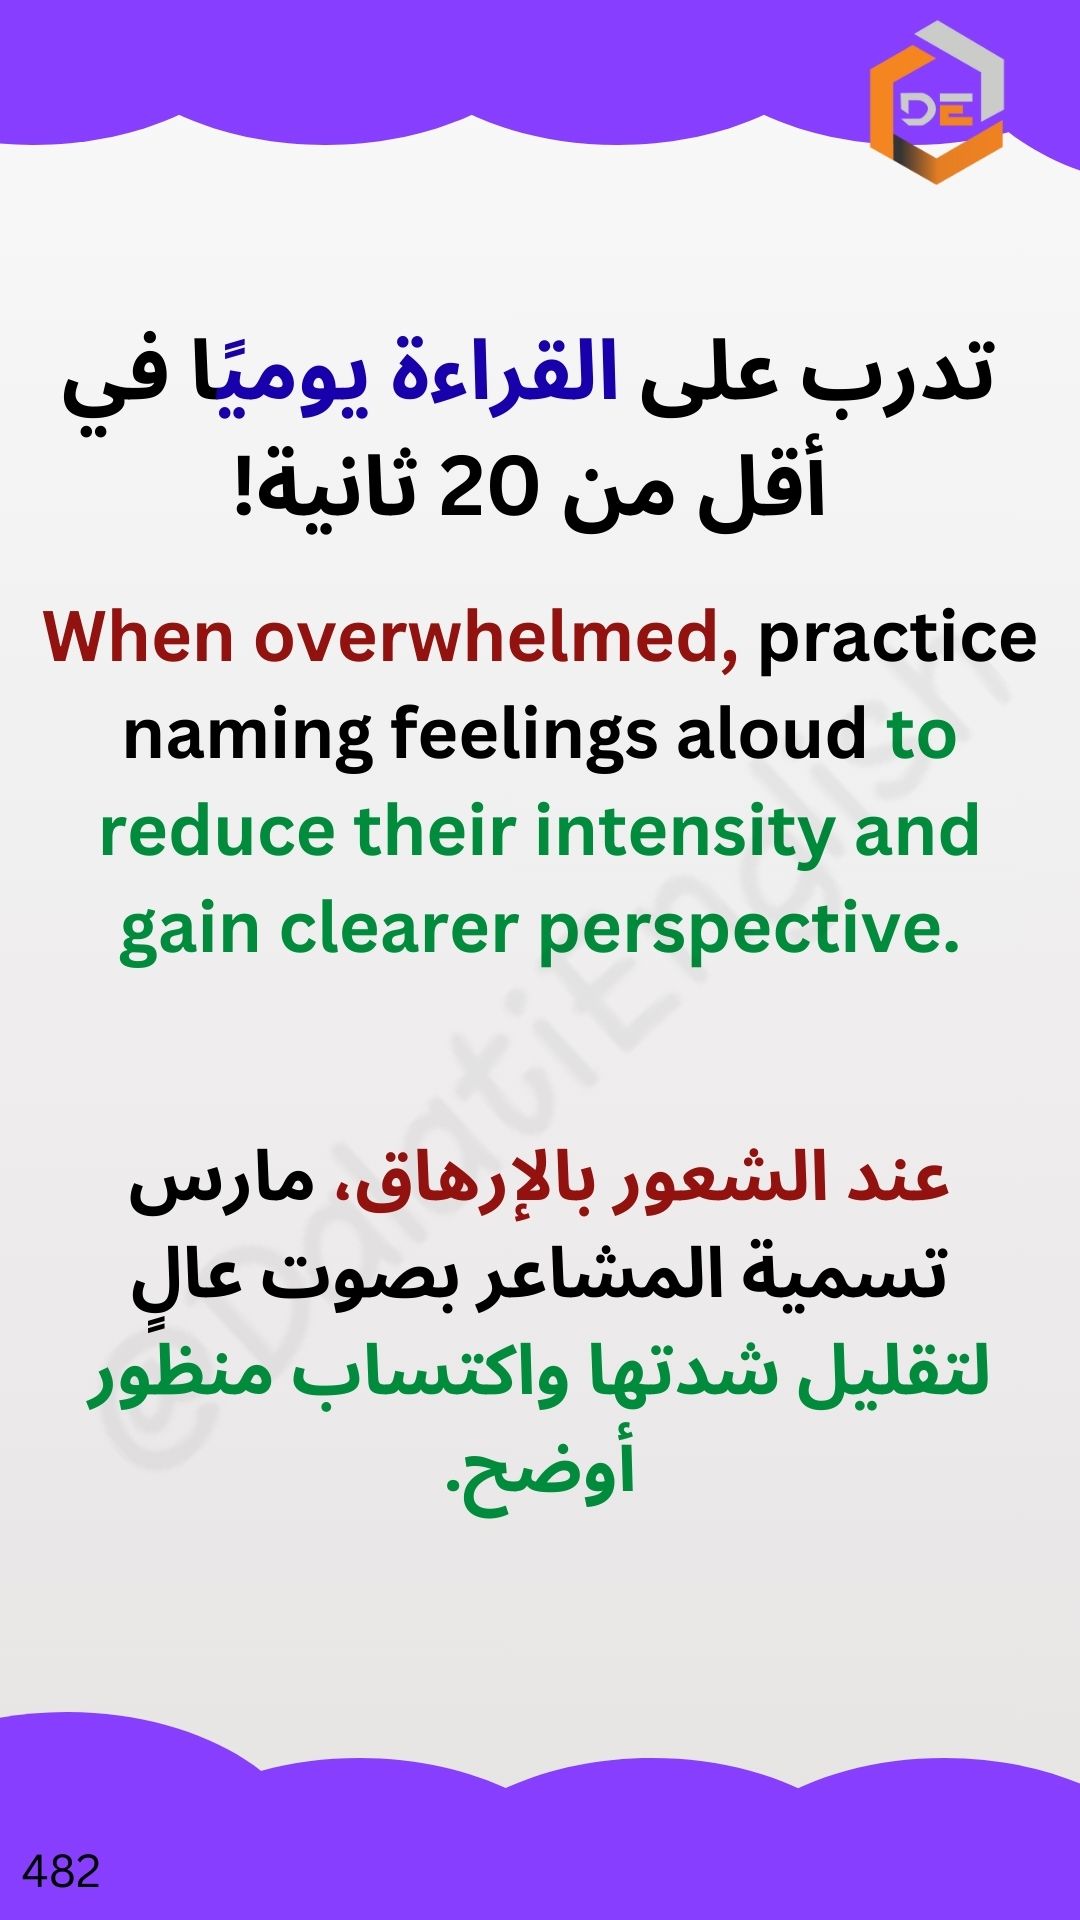 DE
تدرب على القراءة يوميًا في
أقل من 20 ثانية!
When overwhelmed, practice
naming feelings aloud to
reduce their intensity and
gain clearer perspective.
عند الشعور بالإرهاق، مارس
تسمية المشاعر بصوت عالٍ
لتقليل شدتها واكتساب منظور
أوضح.
@DalatiEnglish
482